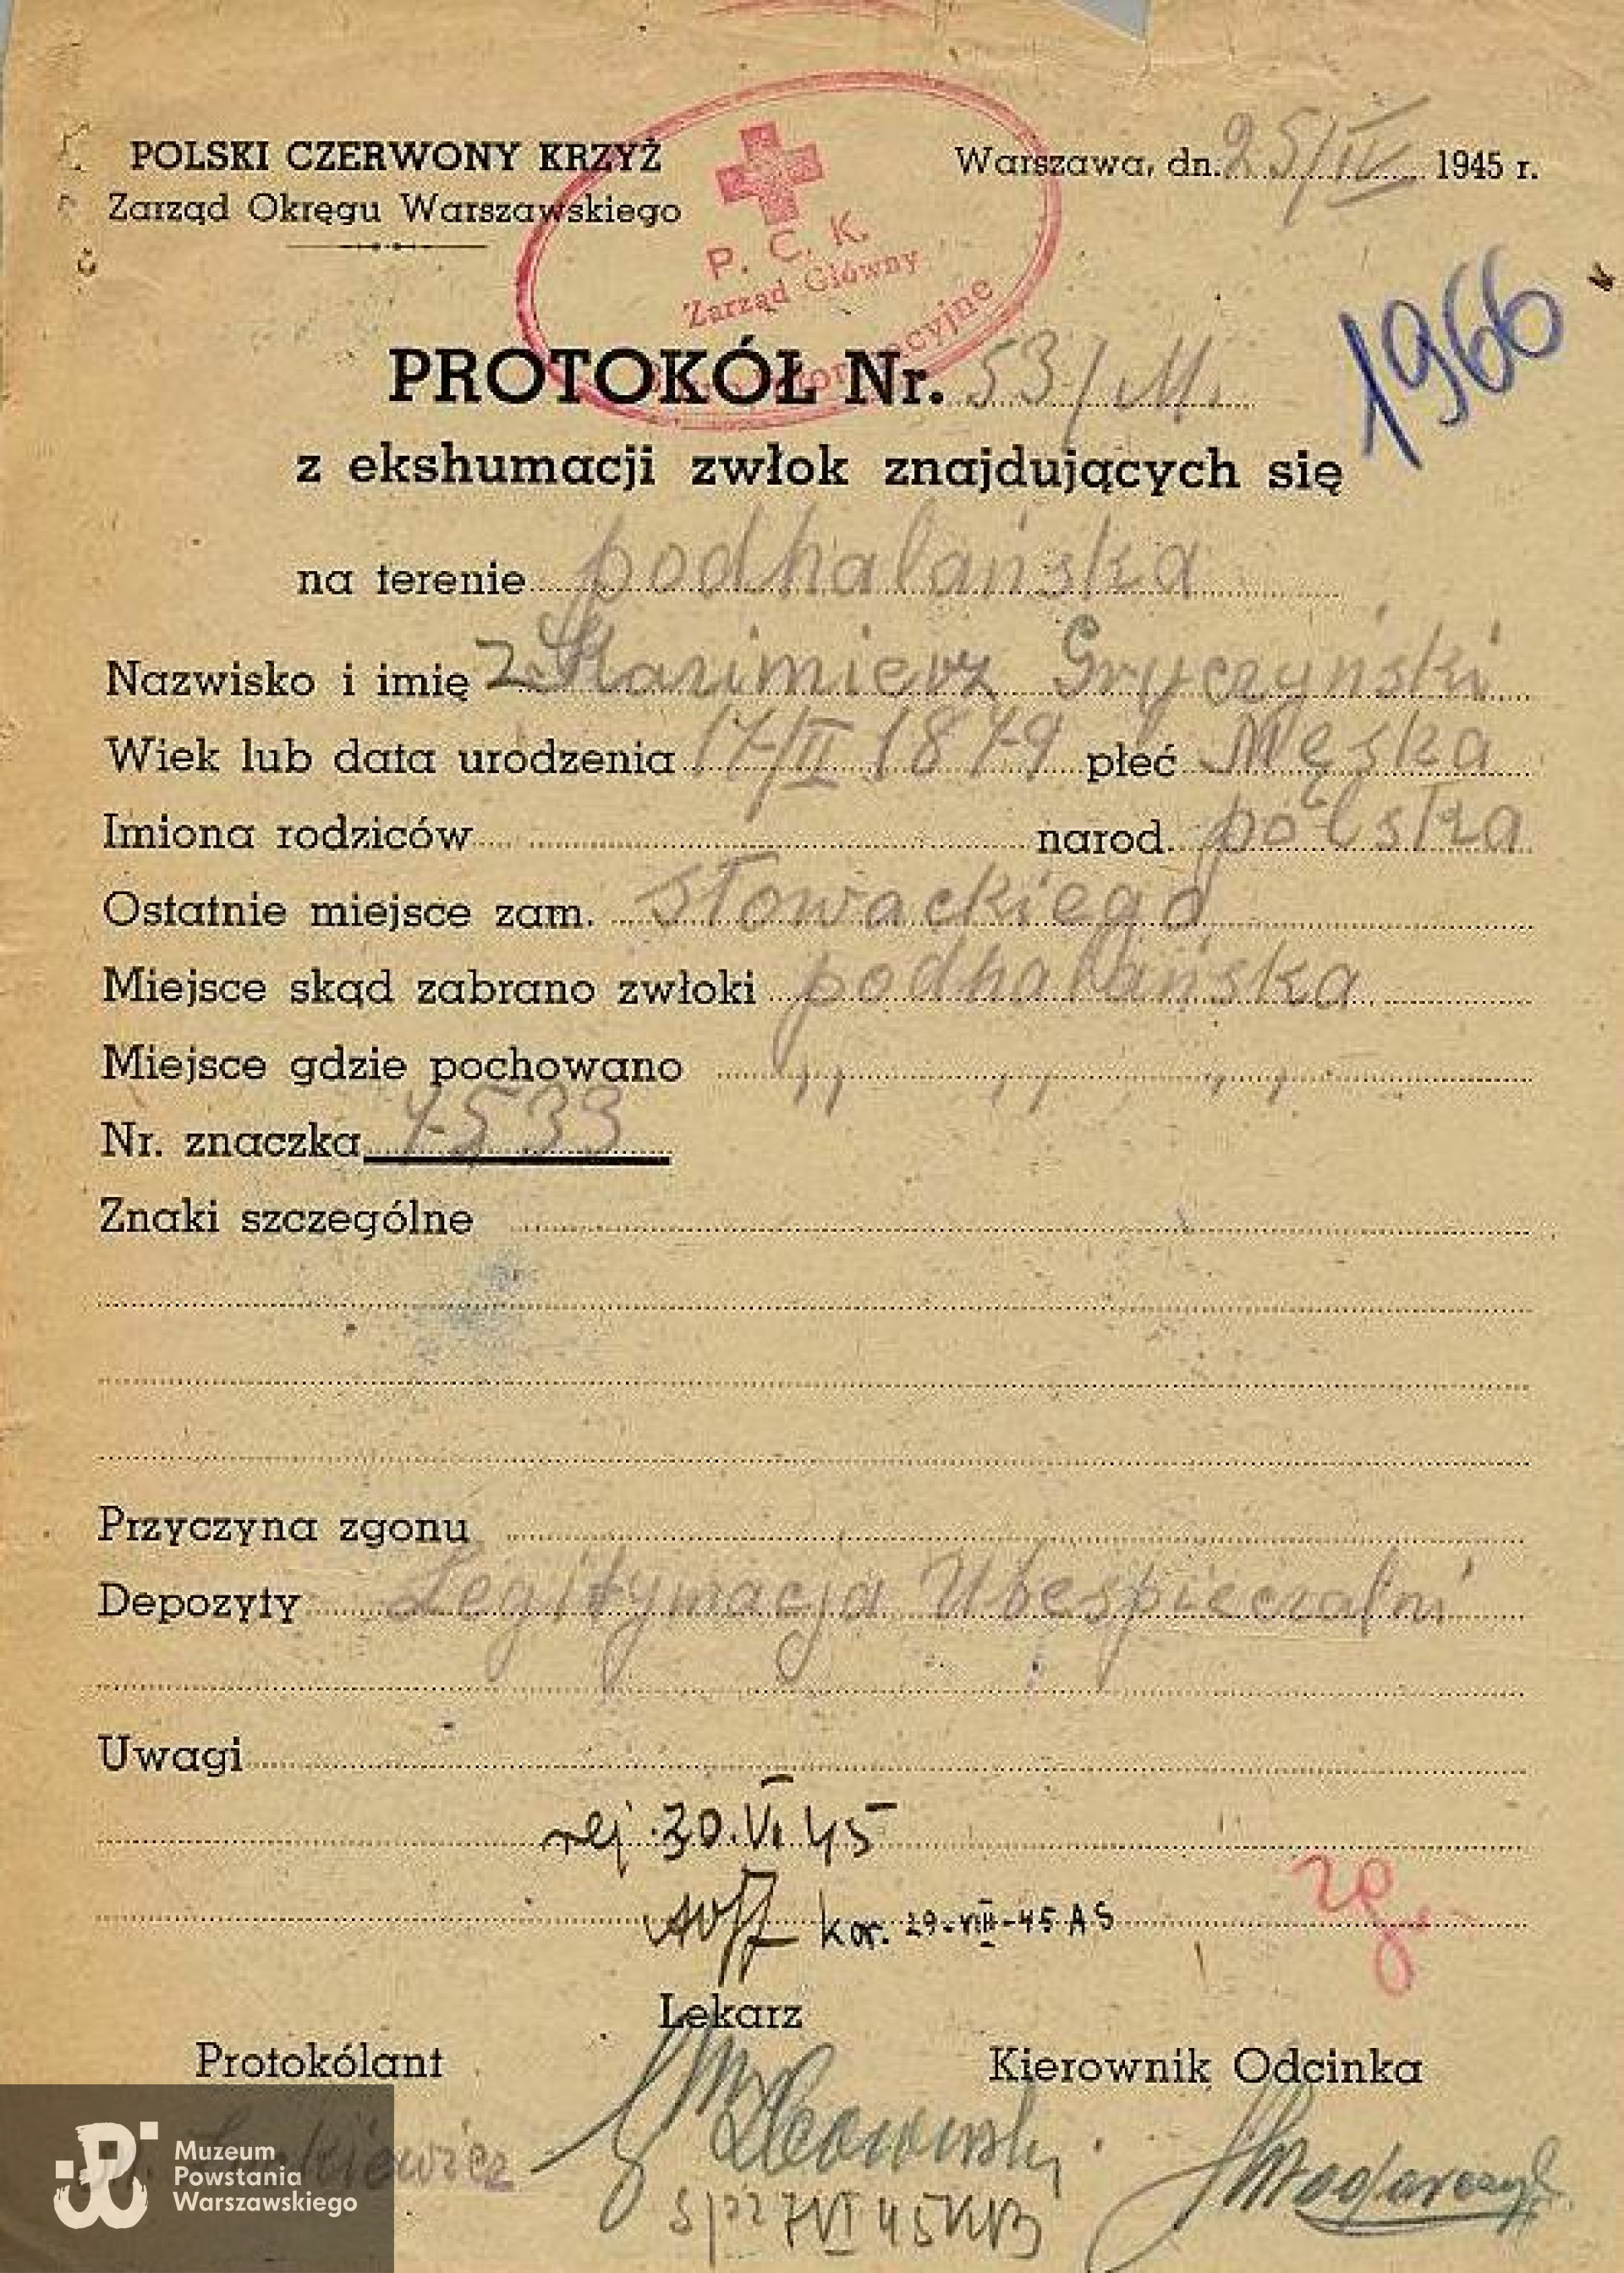 POLSKI CZERWONY KRZYŻ
Zarząd Okręgu Warszawskiego
Warszawa, dn. 25/IV 1945 r.
P. C. K.
Zarząd Główny
1966
PROTOKÓŁ Nr. 53/M.
z ekshumacji zwłok znajdujących się
na terenie podhalańska
Nazwisko i imię Kazimierz Gryczyński
Wiek lub data urodzenia 17/II 1879 płeć Męska
Imiona rodziców narod. polska
Ostatnie miejsce zam. Słowackiego
Miejsce skąd zabrano zwłoki podhalańska
Miejsce gdzie pochowano ,, ,, ,,
Nr. znaczka 7533
Znaki szczególne
Przyczyna zgonu
Depozyty Legitymacja Ubespieczalni
Uwagi
rej. 30.VI.45
kor. 29-VIII-45 AS
Lekarz
Protokólant
Kierownik Odcinka
Muzeum
Powstania
Warszawskiego